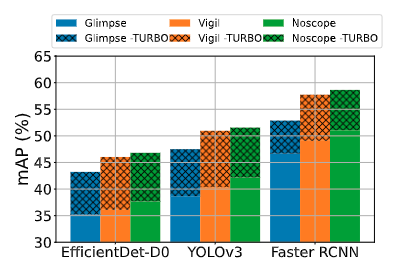 Glimpse Vigil Noscope
Glimpse -TURBO Vigil -TURBO Noscope -TURBO
65
60
55
50
45
40
35
30
mAP (%)
EfficientDet-D0 YOLOv3 Faster RCNN